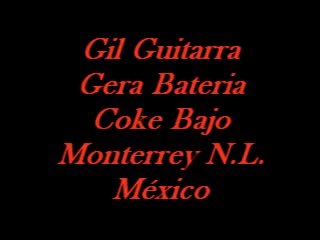 Gil Guitarra
Gera Bateria
Coke Bajo
Monterrey N.L.
México